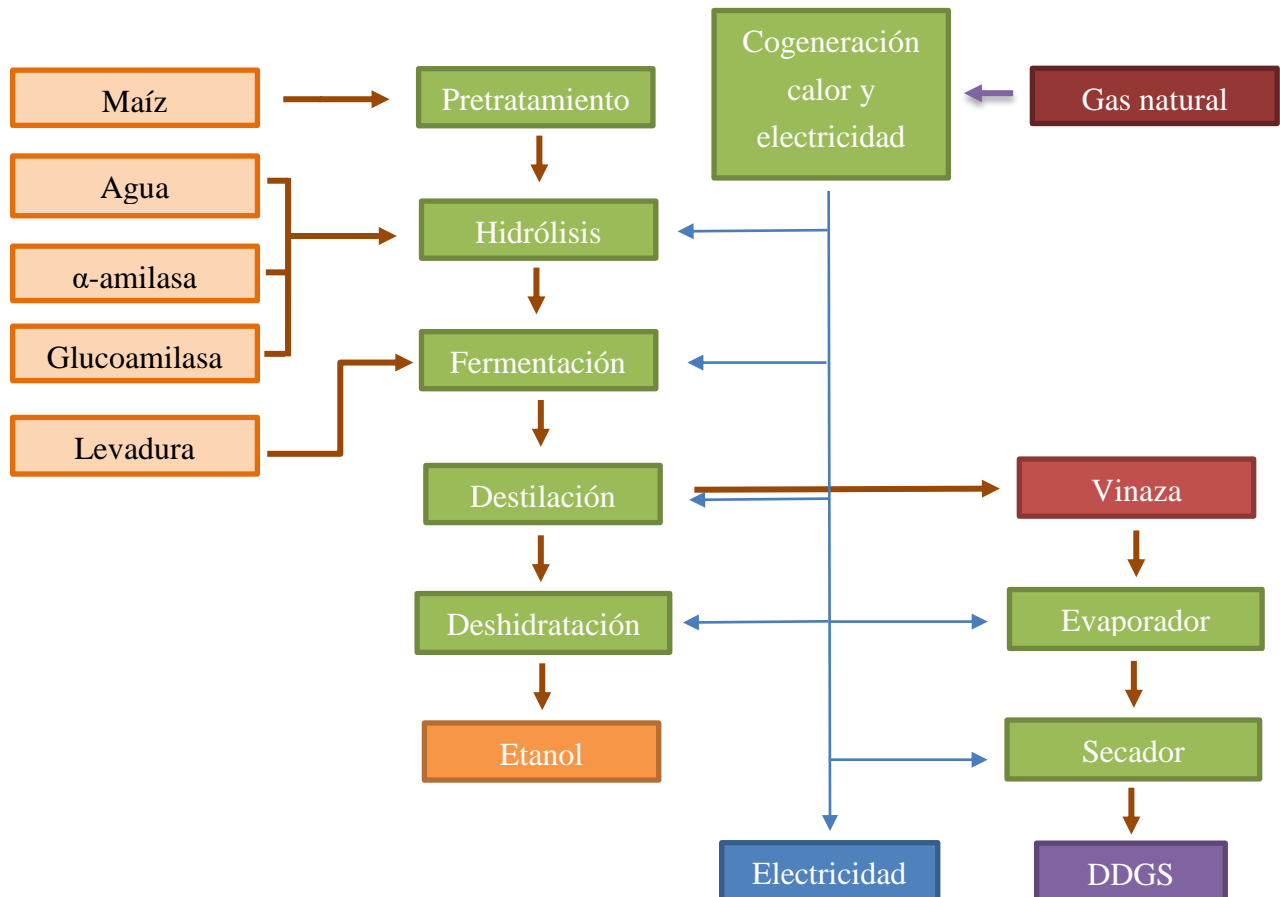 Cogeneración
calor y
electricidad
Maíz
Pretratamiento
Gas natural
Agua
Hidrólisis
α-amilasa
Glucoamilasa
Fermentación
Levadura
Destilación
Vinaza
Deshidratación
Evaporador
Etanol
Secador
Electricidad
DDGS